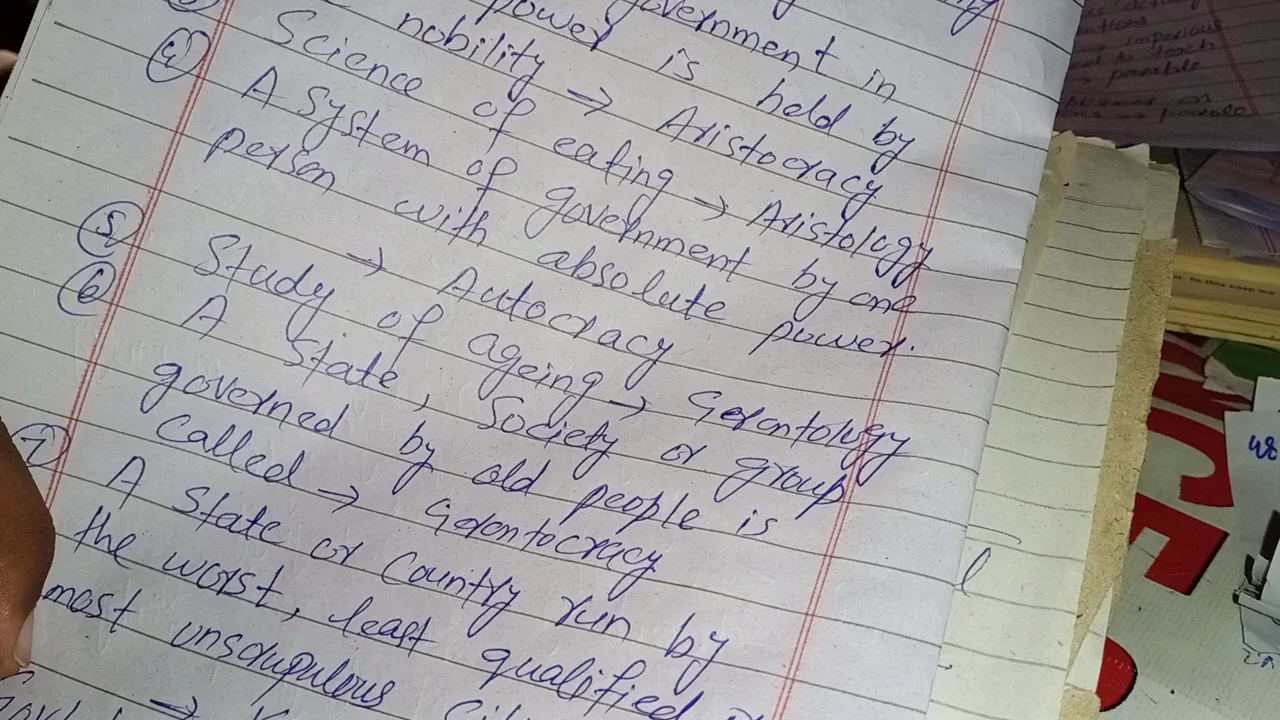 government in
power is held by
nobility → Aristocracy
Science of eating → Aristology
④ A system of government by one
person with absolute power.
→ Autocracy
⑤ Study of ageing → Gerontology
⑥ A State, Society or group
governed by old people is
called → Gerontocracy
⑦ A State or Country run by
the worst, least qualified
most unscrupulous
→